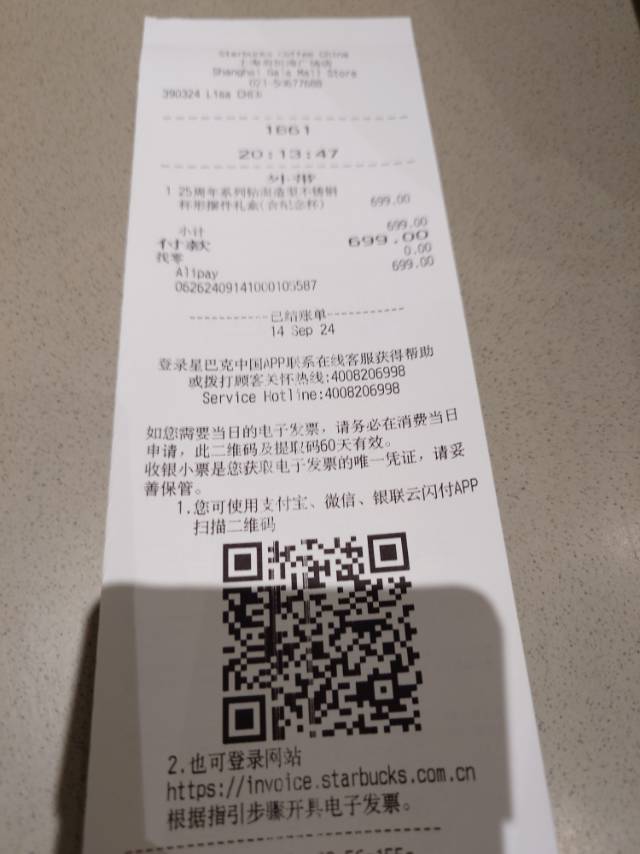 Starbucks Coffee China
Shanghai Gala Mall Store
021-50677688
390324 Lisa
1661
20:13:47
外带
1 25周年系列钻面造型不锈钢
杯吊摆件礼盒(含纪念杯) 699.00
小计 699.00
付款 699.00
找零 0.00
Alipay 699.00
06262409141000105587
----------已结账单----------
14 Sep 24
登录星巴克中国APP联系在线客服获得帮助
或拨打顾客关怀热线:4008206998
Service Hotline:4008206998
如您需要当日的电子发票,请务必在消费当日
申请,此二维码及提取码60天有效。
收银小票是您获取电子发票的唯一凭证,请妥
善保管。
1.您可使用支付宝、微信、银联云闪付APP
扫描二维码
2.也可登录网站
https://invoice.starbucks.com.cn
根据指引步骤开具电子发票。